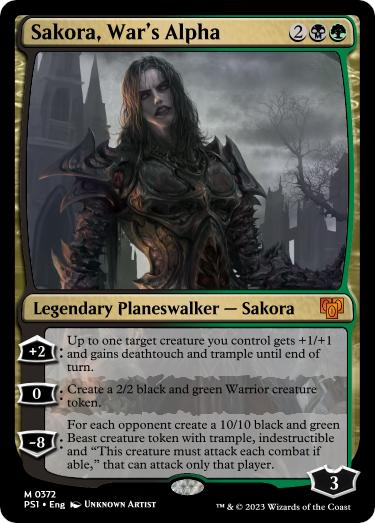 Sakora, War's Alpha 2
Legendary Planeswalker — Sakora
+2: Up to one target creature you control gets +1/+1
and gains deathtouch and trample until end of
turn.
0: Create a 2/2 black and green Warrior creature
token.
For each opponent create a 10/10 black and green
-8: Beast creature token with trample, indestructible
and “This creature must attack each combat if
able,” that can attack only that player.
3
M 0372
PS1 • Eng Unknown Artist
™ & © 2023 Wizards of the Coast